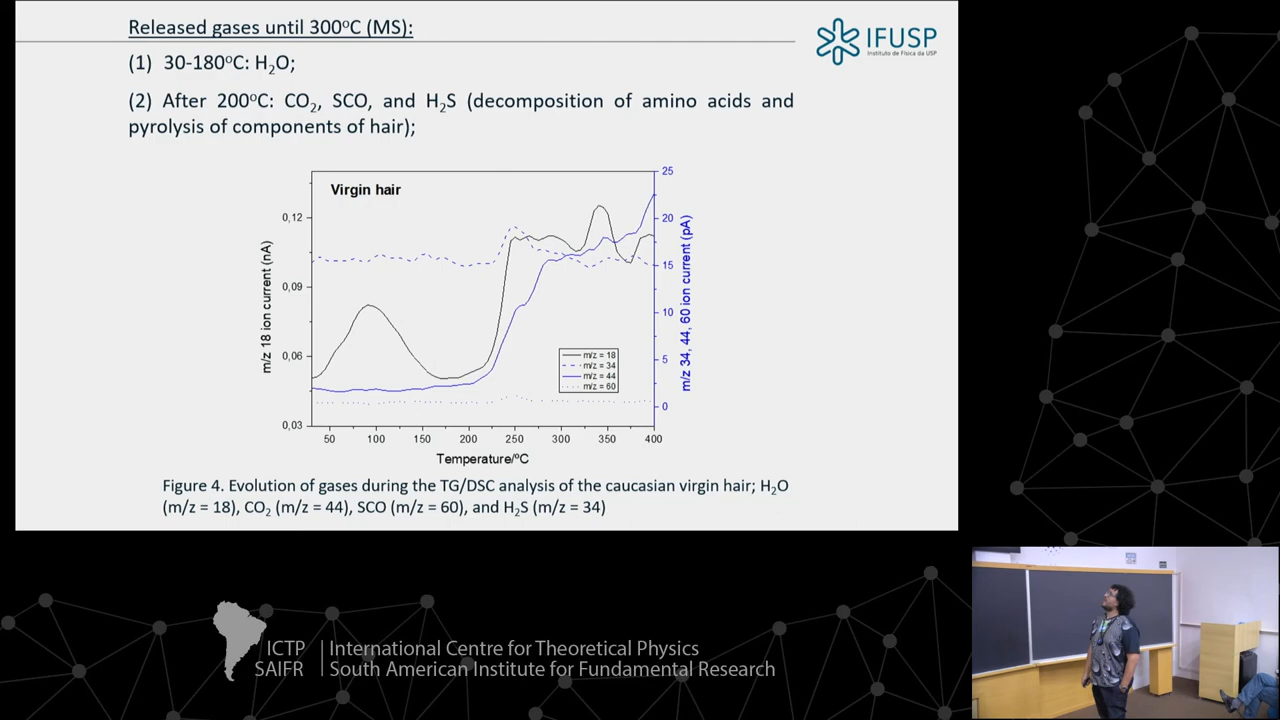 Released gases until 300ºC (MS):
IFUSP
Instituto de Física da USP
(1) 30-180ºC: H₂O;
(2) After 200ºC: CO₂, SCO, and H₂S (decomposition of amino acids and
pyrolysis of components of hair);
Virgin hair
m/z 18 ion current (nA)
0,12
0,09
0,06
0,03
25
20
15
10
5
0
m/z 34, 44, 60 ion current (pA)
m/z = 18
m/z = 34
m/z = 44
m/z = 60
50 100 150 200 250 300 350 400
Temperature/ºC
Figure 4. Evolution of gases during the TG/DSC analysis of the caucasian virgin hair; H₂O
(m/z = 18), CO₂ (m/z = 44), SCO (m/z = 60), and H₂S (m/z = 34)
ICTP
SAIFR
International Centre for Theoretical Physics
South American Institute for Fundamental Research